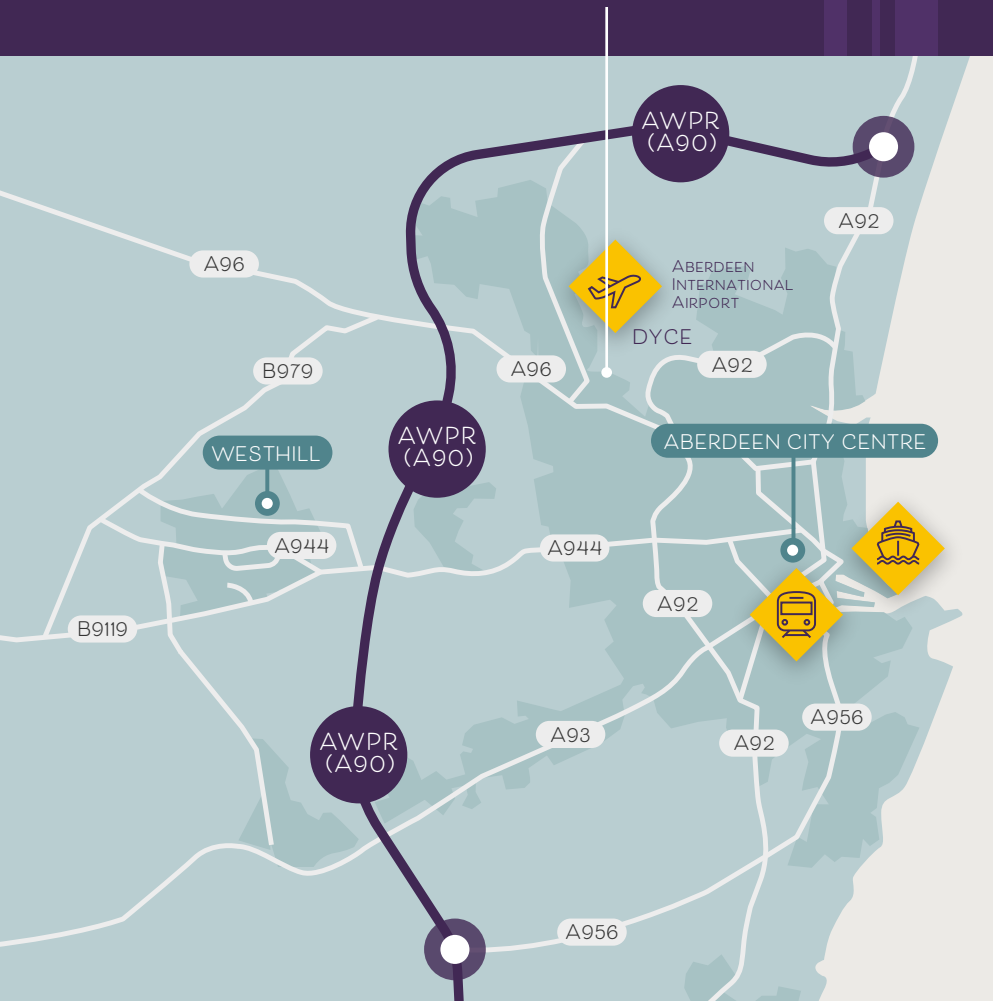 AWPR
(A90)
A92
A96
ABERDEEN
INTERNATIONAL
AIRPORT
DYCE
A92
A96
B979
AWPR
(A90)
ABERDEEN CITY CENTRE
WESTHILL
A944
A944
A92
B9119
A956
A93
A92
AWPR
(A90)
A956